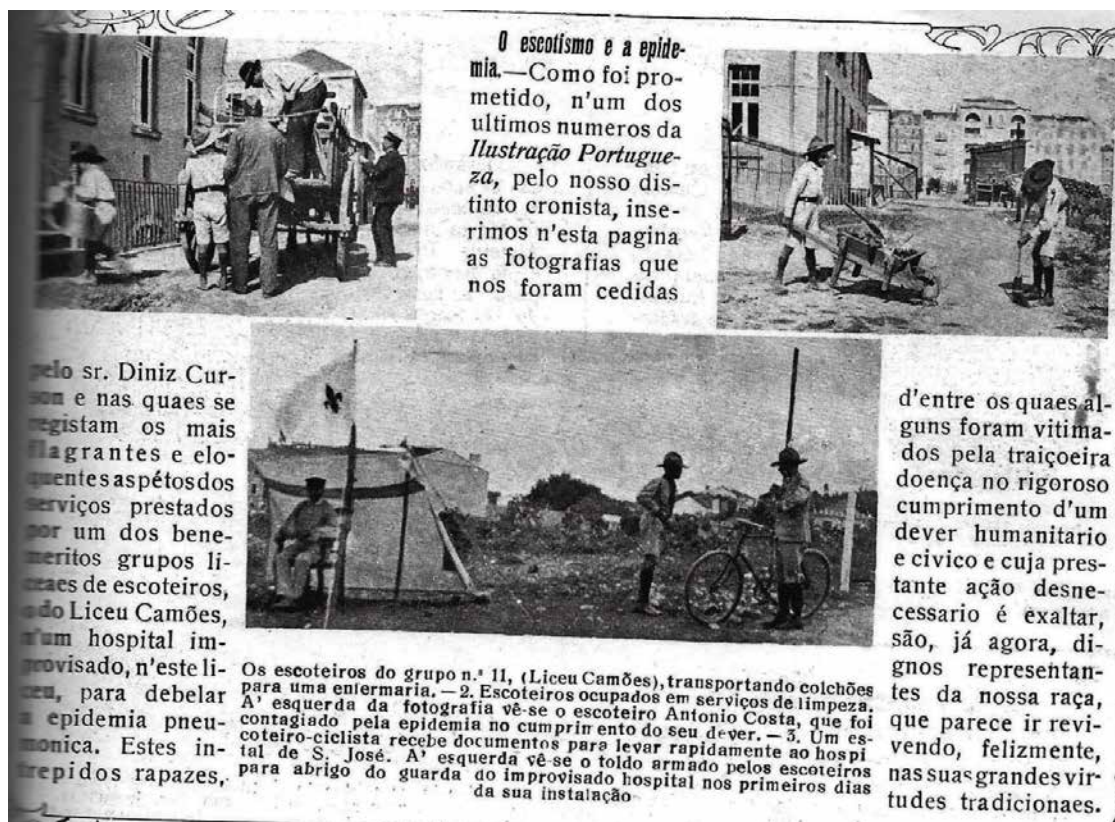 O escotismo e a epide-
mia.—Como foi pro-
metido, n'um dos
ultimos numeros da
Ilustração Portugue-
za, pelo nosso dis-
tinto cronista, inse-
rimos n'esta pagina
as fotografias que
nos foram cedidas
pelo sr. Diniz Cur-
son e nas quaes se
registam os mais
flagrantes e elo-
quentes aspétos dos
serviços prestados
por um dos bene-
meritos grupos li-
ceaes de escoteiros,
do Liceu Camões,
n'um hospital im-
provisado, n'este li-
ceu, para debelar
a epidemia pneu-
monica. Estes in-
trepidos rapazes,
d'entre os quaes al-
guns foram vitima-
dos pela traiçoeira
doença no rigoroso
cumprimento d'um
dever humanitario
e civico e cuja pres-
tante ação desne-
cessario é exaltar,
são, já agora, di-
gnos representan-
tes da nossa raça,
que parece ir revi-
vendo, felizmente,
nas suas grandes vir-
tudes tradicionaes.
Os escoteiros do grupo n.º 11, (Liceu Camões), transportando colchões
para uma enfermaria. — 2. Escoteiros ocupados em serviços de limpeza.
A' esquerda da fotografia vê-se o escoteiro Antonio Costa, que foi
contagiado pela epidemia no cumprimento do seu dever. — 3. Um es-
coteiro-ciclista recebe documentos para levar rapidamente ao hospi
tal de S. José. A' esquerda vê-se o toldo armado pelos escoteiros
para abrigo do guarda do improvisado hospital nos primeiros dias
da sua instalação